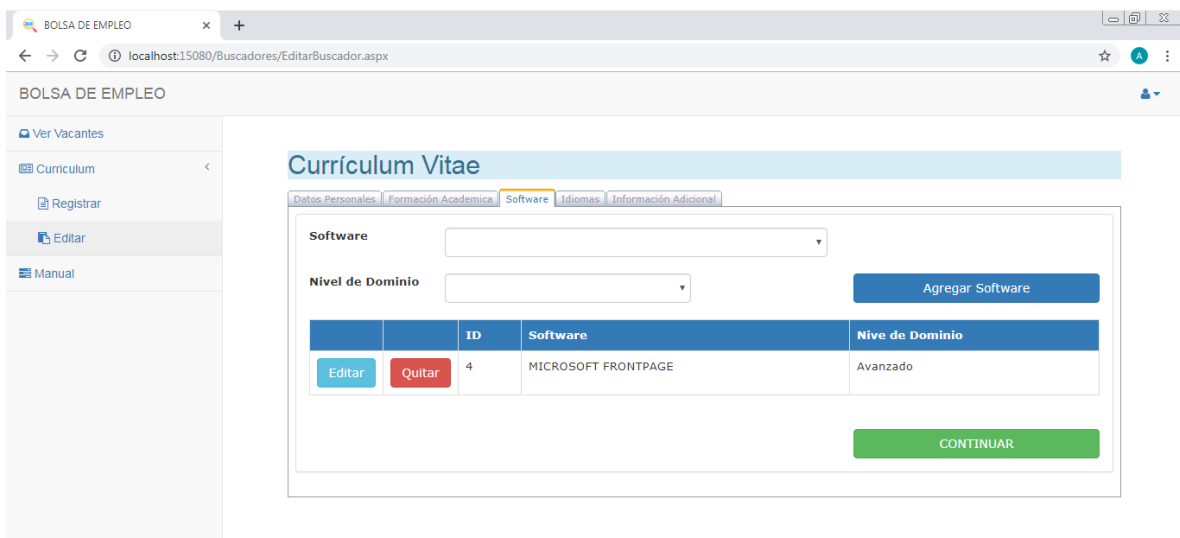 BOLSA DE EMPLEO
localhost:15080/Buscadores/EditarBuscador.aspx
A
BOLSA DE EMPLEO
Ver Vacantes
Curriculum
Registrar
Editar
Manual
Currículum Vitae
Datos Personales Formación Academica Software Idiomas Información Adicional
Software
Nivel de Dominio
Agregar Software
ID Software Nive de Dominio
Editar Quitar 4 MICROSOFT FRONTPAGE Avanzado
CONTINUAR